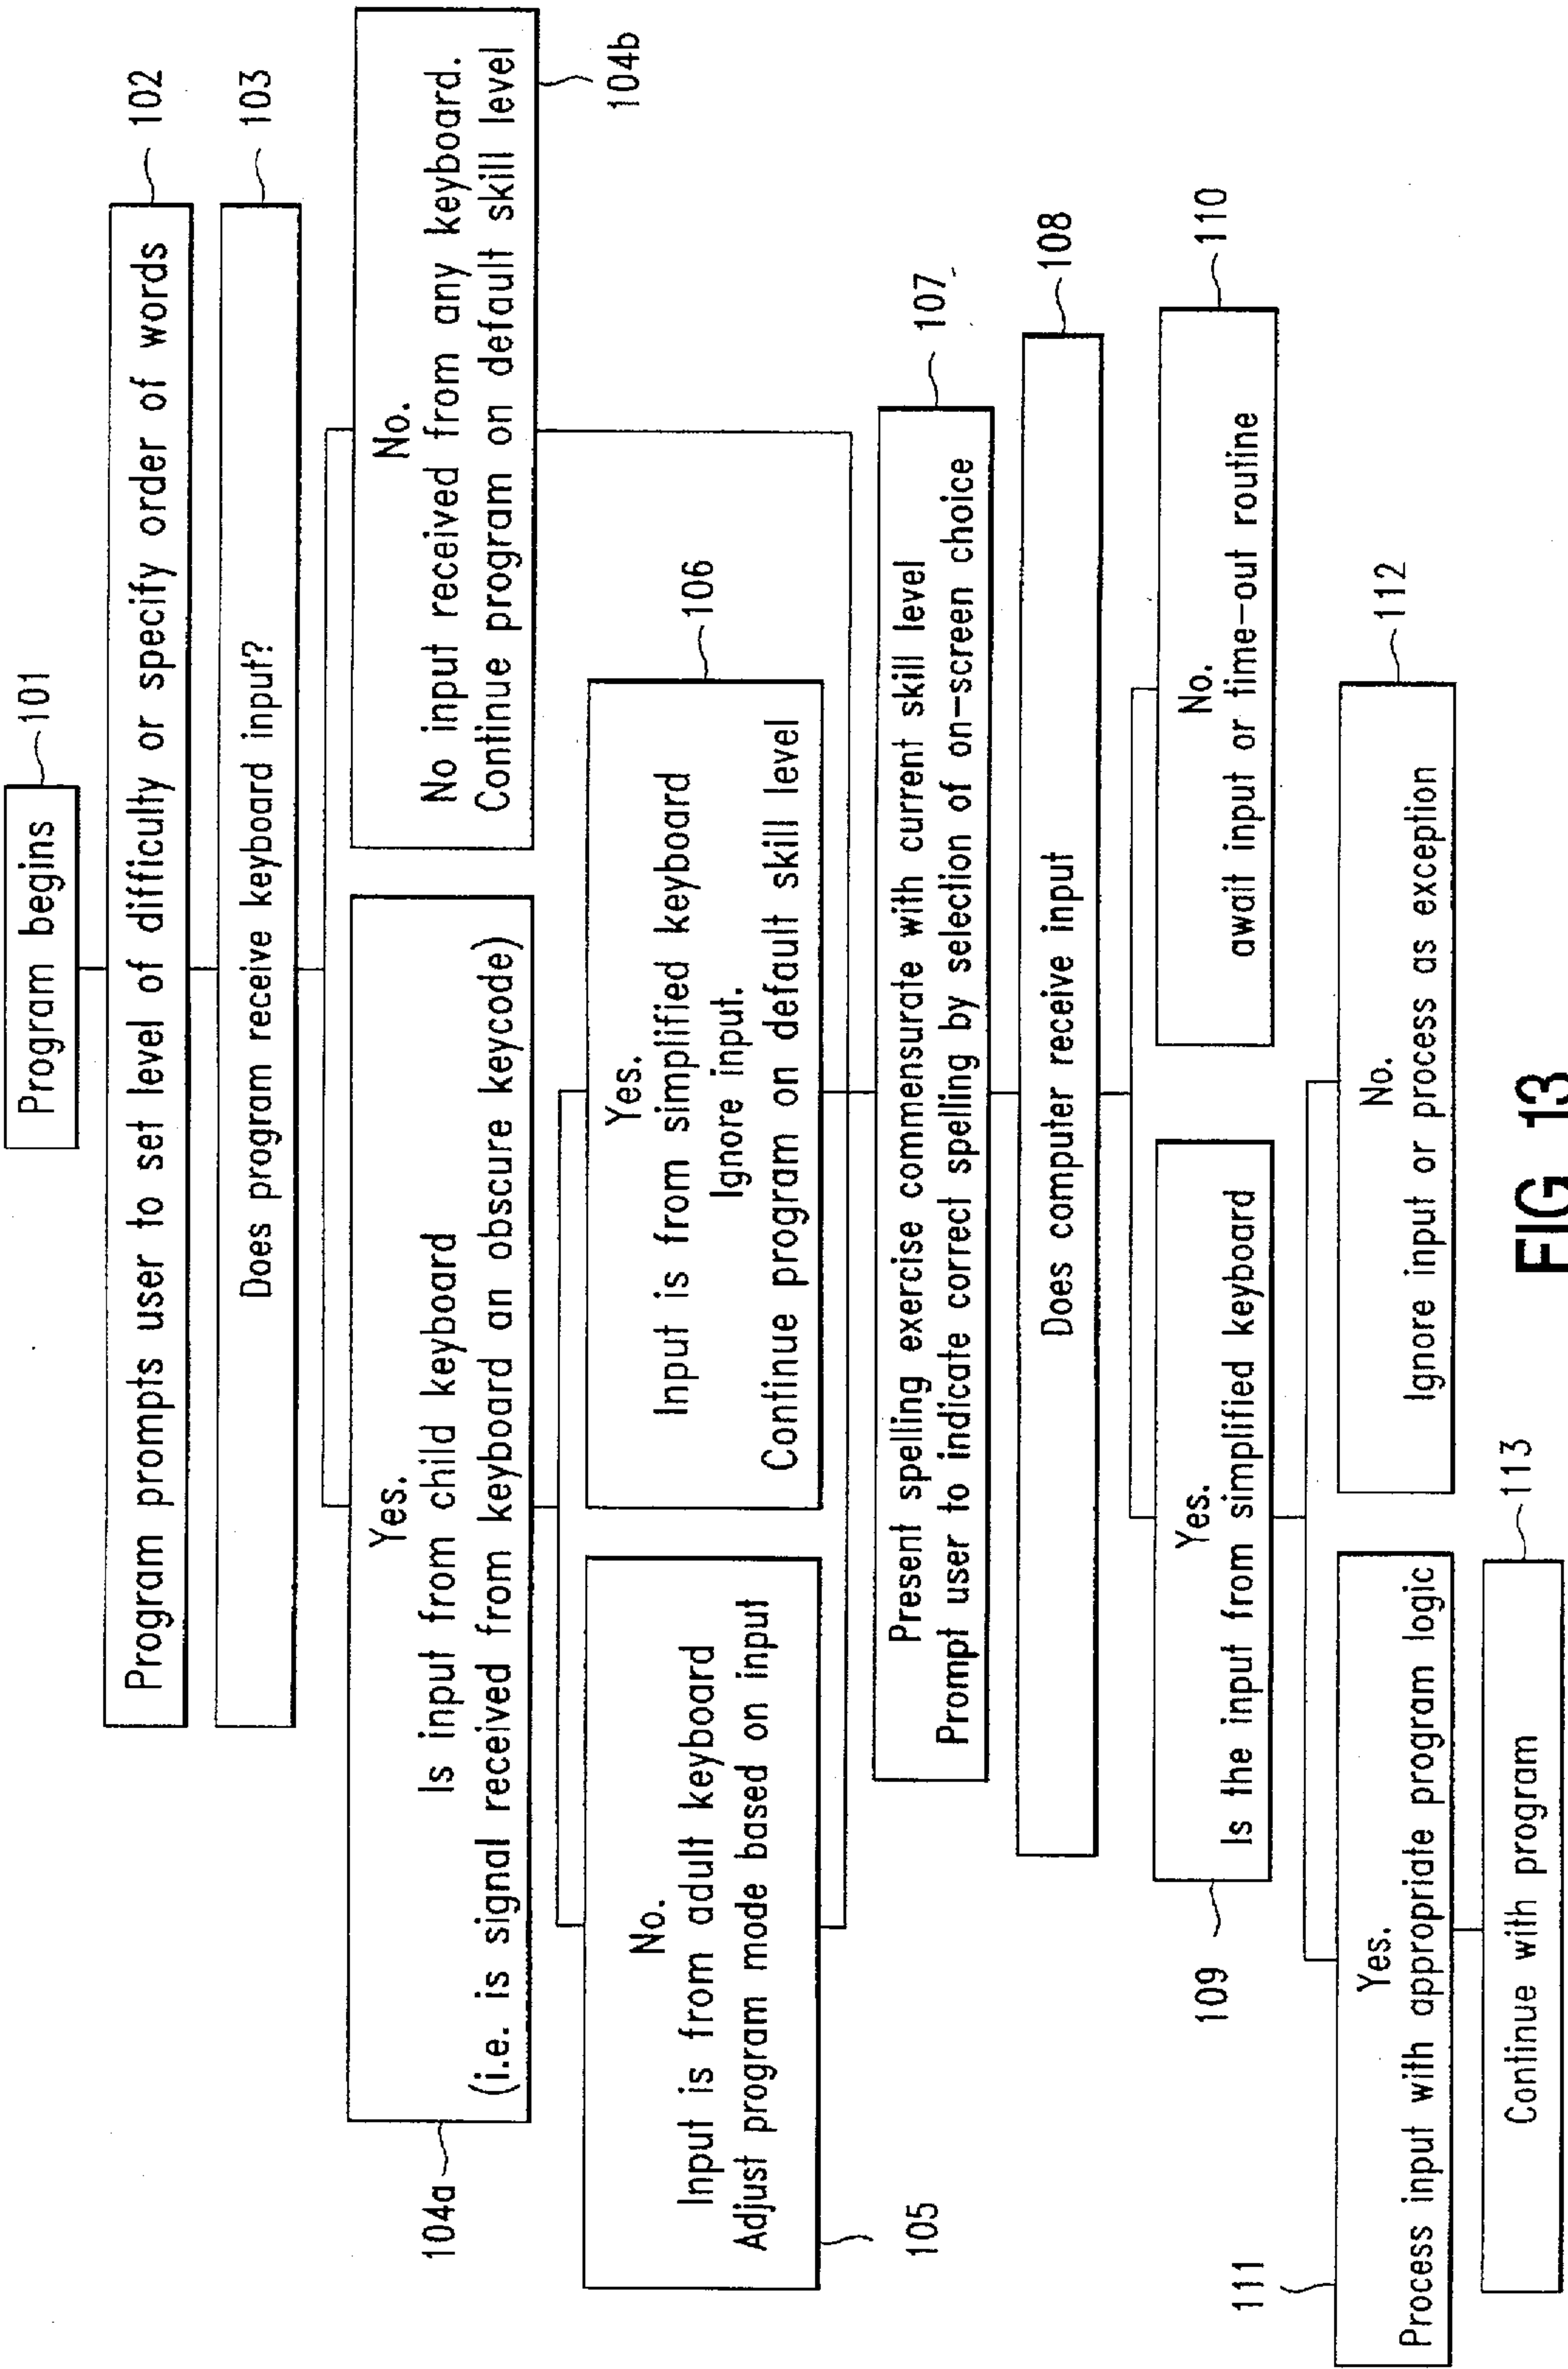 Program begins
101
Program prompts user to set level of difficulty or specify order of words
102
Does program receive keyboard input?
103
Yes.
Is input from child keyboard
(i.e. is signal received from keyboard an obscure keycode)
104a
No.
No input received from any keyboard.
Continue program on default skill level
104b
No.
Input is from adult keyboard
Adjust program mode based on input
105
Yes.
Input is from simplified keyboard
Ignore input.
Continue program on default skill level
106
Present spelling exercise commensurate with current skill level
Prompt user to indicate correct spelling by selection of on-screen choice
107
Does computer receive input
108
Yes.
Is the input from simplified keyboard
109
No.
await input or time-out routine
110
Yes.
Process input with appropriate program logic
111
No.
Ignore input or process as exception
112
Continue with program
113
FIG 13